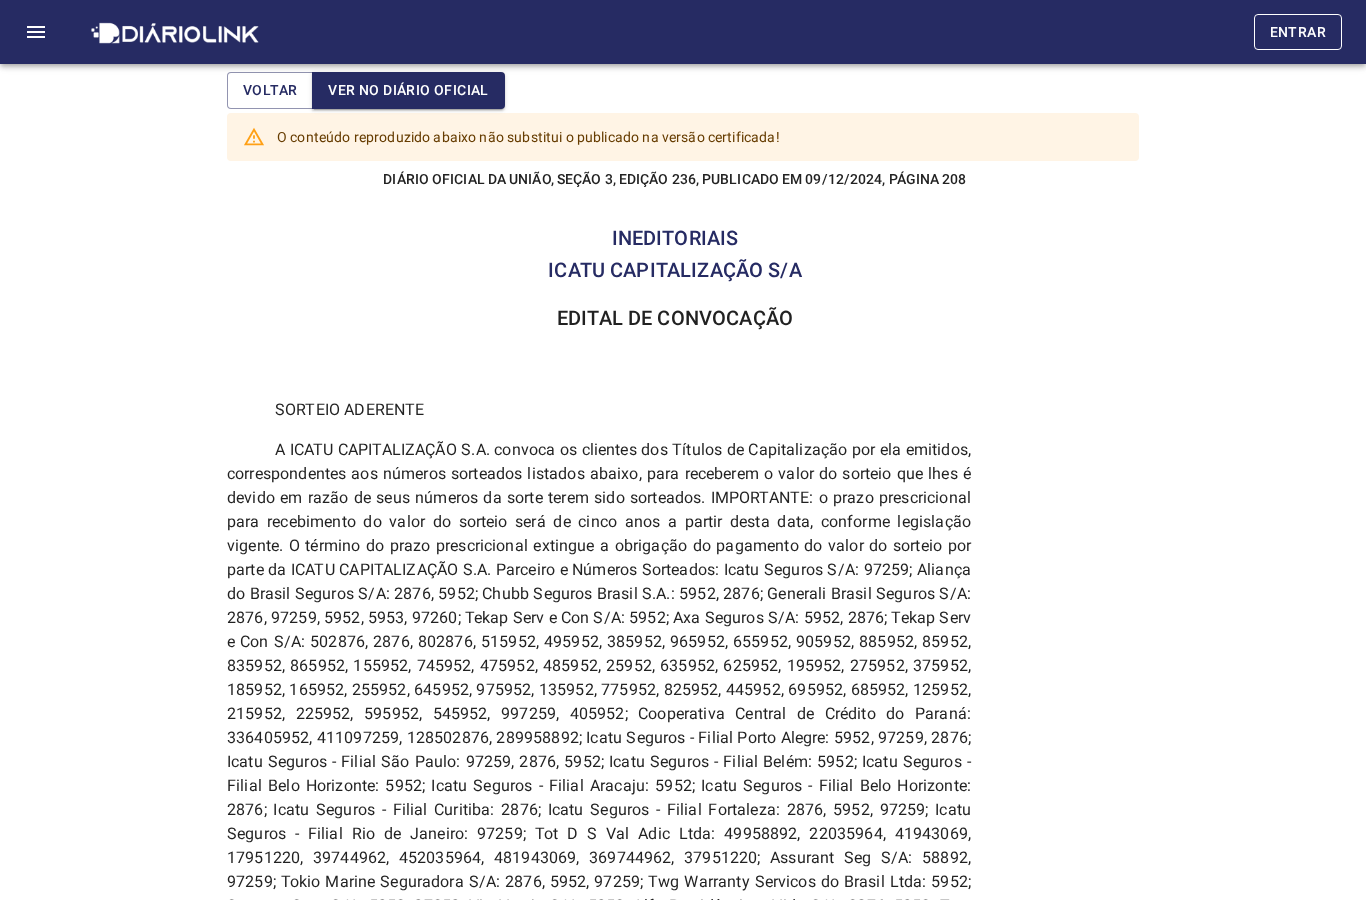 DIÁRIOLINK
ENTRAR
VOLTAR
VER NO DIÁRIO OFICIAL
O conteúdo reproduzido abaixo não substitui o publicado na versão certificada!
DIÁRIO OFICIAL DA UNIÃO, SEÇÃO 3, EDIÇÃO 236, PUBLICADO EM 09/12/2024, PÁGINA 208
INEDITORIAIS
ICATU CAPITALIZAÇÃO S/A
EDITAL DE CONVOCAÇÃO
SORTEIO ADERENTE
A ICATU CAPITALIZAÇÃO S.A. convoca os clientes dos Títulos de Capitalização por ela emitidos,
correspondentes aos números sorteados listados abaixo, para receberem o valor do sorteio que lhes é
devido em razão de seus números da sorte terem sido sorteados. IMPORTANTE: o prazo prescricional
para recebimento do valor do sorteio será de cinco anos a partir desta data, conforme legislação
vigente. O término do prazo prescricional extingue a obrigação do pagamento do valor do sorteio por
parte da ICATU CAPITALIZAÇÃO S.A. Parceiro e Números Sorteados: Icatu Seguros S/A: 97259; Aliança
do Brasil Seguros S/A: 2876, 5952; Chubb Seguros Brasil S.A.: 5952, 2876; Generali Brasil Seguros S/A:
2876, 97259, 5952, 5953, 97260; Tekap Serv e Con S/A: 5952; Axa Seguros S/A: 5952, 2876; Tekap Serv
e Con S/A: 502876, 2876, 802876, 515952, 495952, 385952, 965952, 655952, 905952, 885952, 85952,
835952, 865952, 155952, 745952, 475952, 485952, 25952, 635952, 625952, 195952, 275952, 375952,
185952, 165952, 255952, 645952, 975952, 135952, 775952, 825952, 445952, 695952, 685952, 125952,
215952, 225952, 595952, 545952, 997259, 405952; Cooperativa Central de Crédito do Paraná:
336405952, 411097259, 128502876, 289958892; Icatu Seguros - Filial Porto Alegre: 5952, 97259, 2876;
Icatu Seguros - Filial São Paulo: 97259, 2876, 5952; Icatu Seguros - Filial Belém: 5952; Icatu Seguros -
Filial Belo Horizonte: 5952; Icatu Seguros - Filial Aracaju: 5952; Icatu Seguros - Filial Belo Horizonte:
2876; Icatu Seguros - Filial Curitiba: 2876; Icatu Seguros - Filial Fortaleza: 2876, 5952, 97259; Icatu
Seguros - Filial Rio de Janeiro: 97259; Tot D S Val Adic Ltda: 49958892, 22035964, 41943069,
17951220, 39744962, 452035964, 481943069, 369744962, 37951220; Assurant Seg S/A: 58892,
97259; Tokio Marine Seguradora S/A: 2876, 5952, 97259; Twg Warranty Servicos do Brasil Ltda: 5952;